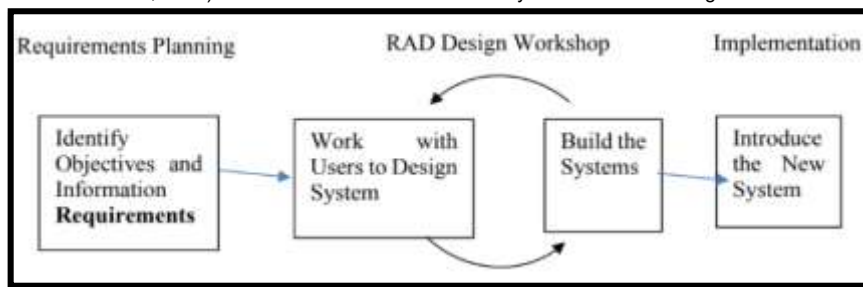 Requirements Planning
RAD Design Workshop
Implementation
Identify
Objectives and
Information
Requirements
Work with
Users to Design
System
Build the
Systems
Introduce
the New
System